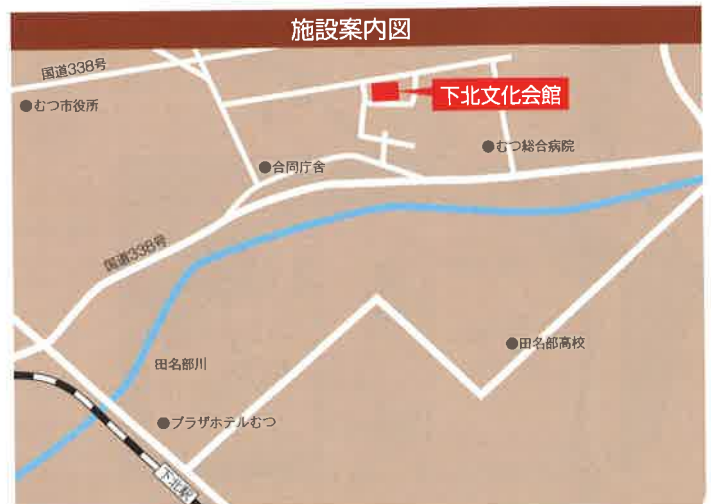 施設案内図
国道338号
●むつ市役所
下北文化会館
●むつ総合病院
●合同庁舎
国道338号
●田名部高校
田名部川
●プラザホテルむつ
下北駅